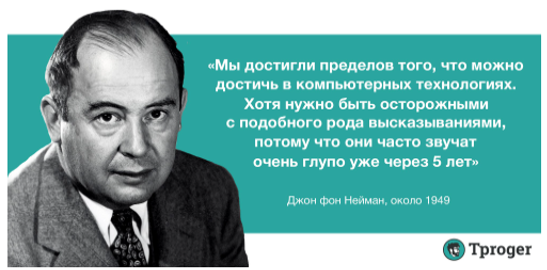 «Мы достигли пределов того, что можно
достичь в компьютерных технологиях.
Хотя нужно быть осторожными
с подобного рода высказываниями,
потому что они часто звучат
очень глупо уже через 5 лет»
Джон фон Нейман, около 1949
Tproger